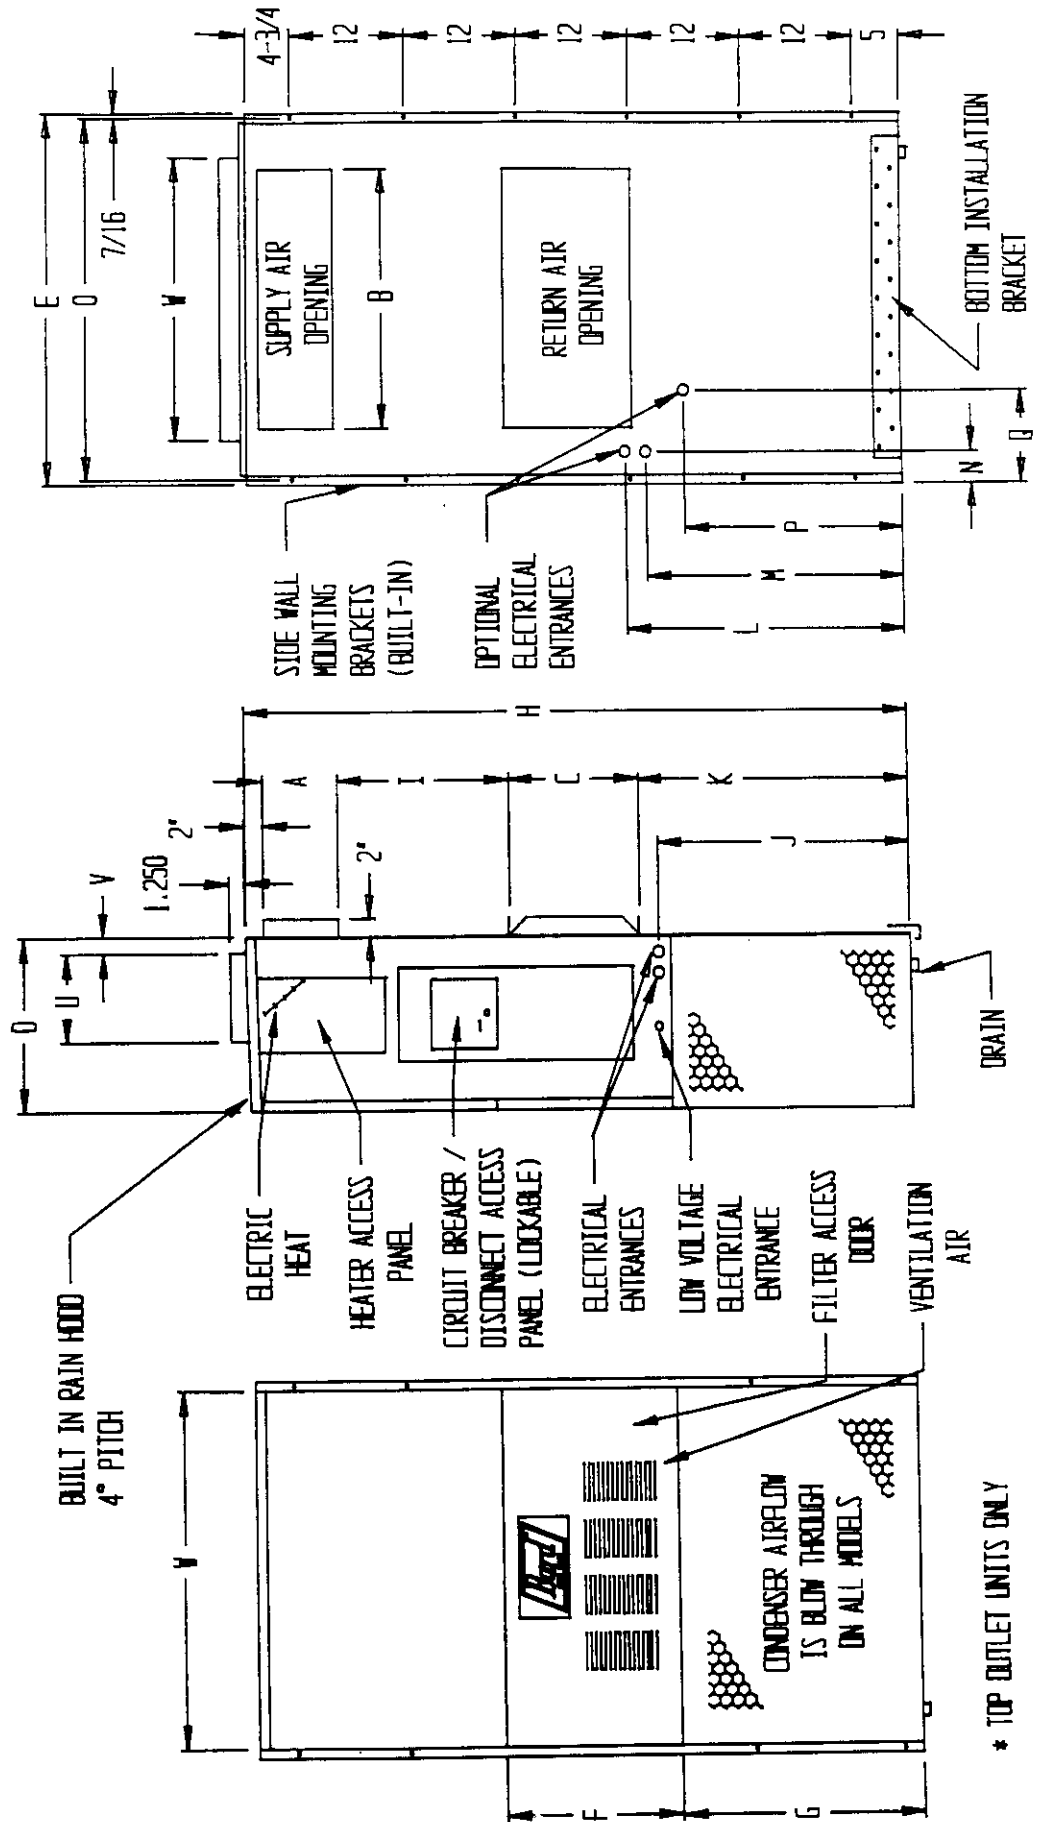 W
F
G
Bard
CONDENSER AIRFLOW
IS BLOW THROUGH
ON ALL MODELS
* TOP OUTLET UNITS ONLY
BUILT IN RAIN HOOD
4° PITCH
ELECTRIC
HEAT
HEATER ACCESS
PANEL
CIRCUIT BREAKER /
DISCONNECT ACCESS
PANEL (LOCKABLE)
ELECTRICAL
ENTRANCES
LOW VOLTAGE
ELECTRICAL
ENTRANCE
FILTER ACCESS
DOOR
VENTILATION
AIR
D
U
V
1.250
2"
A
2"
I
C
K
J
H
DRAIN
SIDE WALL
MOUNTING
BRACKETS
(BUILT-IN)
OPTIONAL
ELECTRICAL
ENTRANCES
E
O
W
7/16
SUPPLY AIR
OPENING
B
RETURN AIR
OPENING
L
M
P
N
Q
BOTTOM INSTALLATION
BRACKET
4-3/4
12
12
12
12
12
5